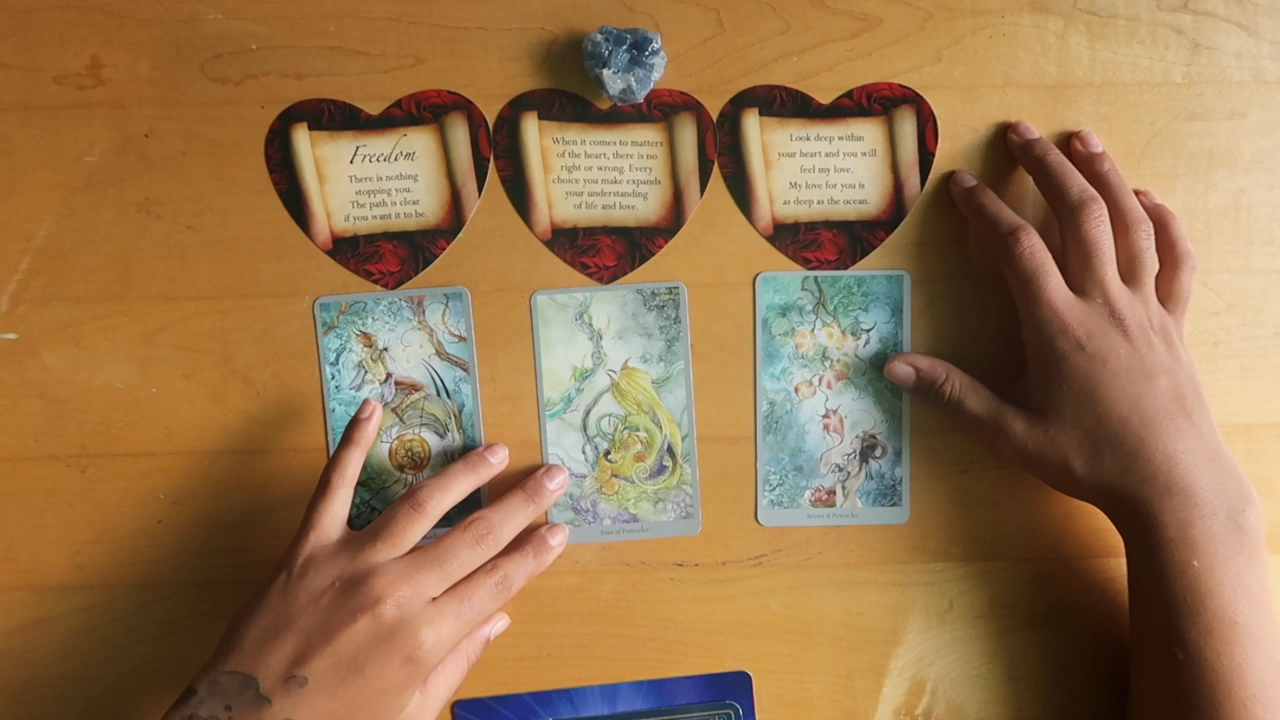 Freedom
There is nothing
stopping you.
The path is clear
if you want it to be.
When it comes to matters
of the heart, there is no
right or wrong. Every
choice you make expands
your understanding
of life and love.
Look deep within
your heart and you will
feel my love.
My love for you is
as deep as the ocean.
Four of Pentacles
Seven of Pentacles